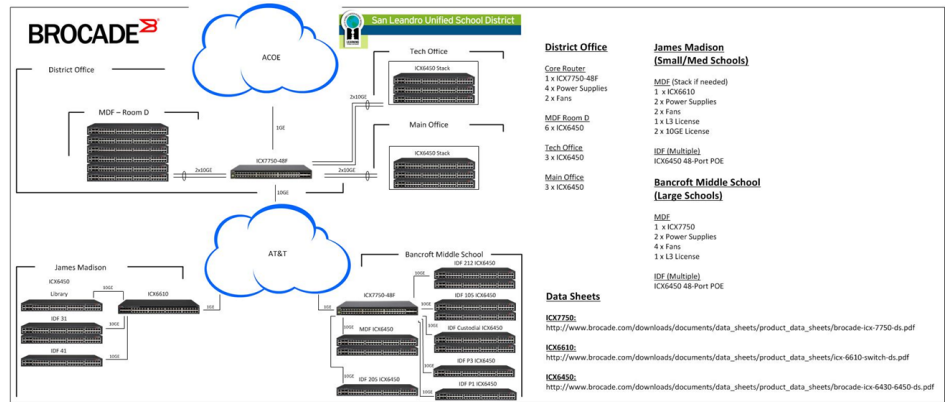 BROCADE
San Leandro Unified School District
ACOE
District Office
Tech Office
ICX6450 Stack
2x10GE
MDF – Room D
1GE
Main Office
ICX7750-48F
ICX6450 Stack
2x10GE
2x10GE
10GE
AT&T
James Madison
ICX6450
Library
10GE
ICX6610
1GE
IDF 31
IDF 41
10GE
Bancroft Middle School
IDF 212 ICX6450
10GE
ICX7750-48F
1GE
IDF 105 ICX6450
10GE
10GE
MDF ICX6450
10GE
IDF Custodial ICX6450
IDF P3 ICX6450
10GE
10GE
IDF 205 ICX6450
10GE
IDF P1 ICX6450
District Office
Core Router
1 x ICX7750-48F
4 x Power Supplies
2 x Fans
MDF Room D
6 x ICX6450
Tech Office
3 x ICX6450
Main Office
3 x ICX6450
James Madison
(Small/Med Schools)
MDF (Stack if needed)
1 x ICX6610
2 x Power Supplies
2 x Fans
1 x L3 License
2 x 10GE License
IDF (Multiple)
ICX6450 48-Port POE
Bancroft Middle School
(Large Schools)
MDF
1 x ICX7750
2 x Power Supplies
4 x Fans
1 x L3 License
IDF (Multiple)
ICX6450 48-Port POE
Data Sheets
ICX7750:
http://www.brocade.com/downloads/documents/data_sheets/product_data_sheets/brocade-icx-7750-ds.pdf
ICX6610:
http://www.brocade.com/downloads/documents/data_sheets/product_data_sheets/icx-6610-switch-ds.pdf
ICX6450:
http://www.brocade.com/downloads/documents/data_sheets/product_data_sheets/brocade-icx-6430-6450-ds.pdf